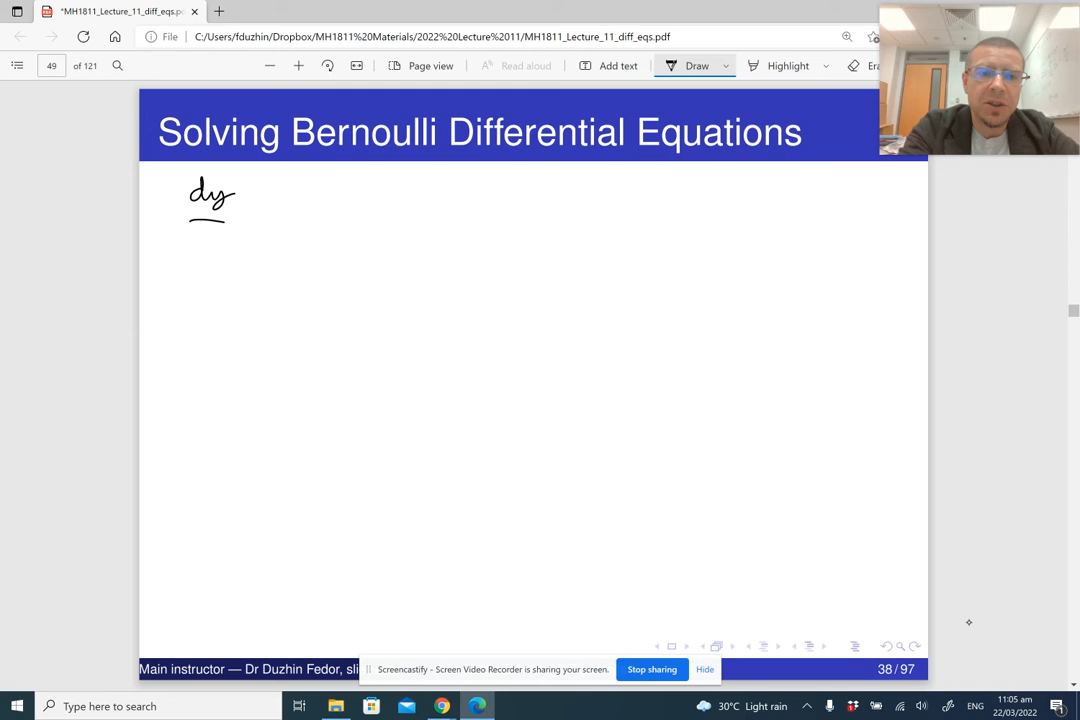 *MH1811_Lecture_11_diff_eqs.pd
File
C:/Users/fduzhin/Dropbox/MH1811%20Materials/2022%20Lecture%2011/MH1811_Lecture_11_diff_eqs.pdf
49 of 121
Page view
Read aloud
Add text
Draw
Highlight
Era
Solving Bernoulli Differential Equations
dy
Main instructor — Dr Duzhin Fedor, sli
38 / 97
Screencastify - Screen Video Recorder is sharing your screen.
Stop sharing
Hide
Type here to search
30°C Light rain
ENG
11:05 am
22/03/2022